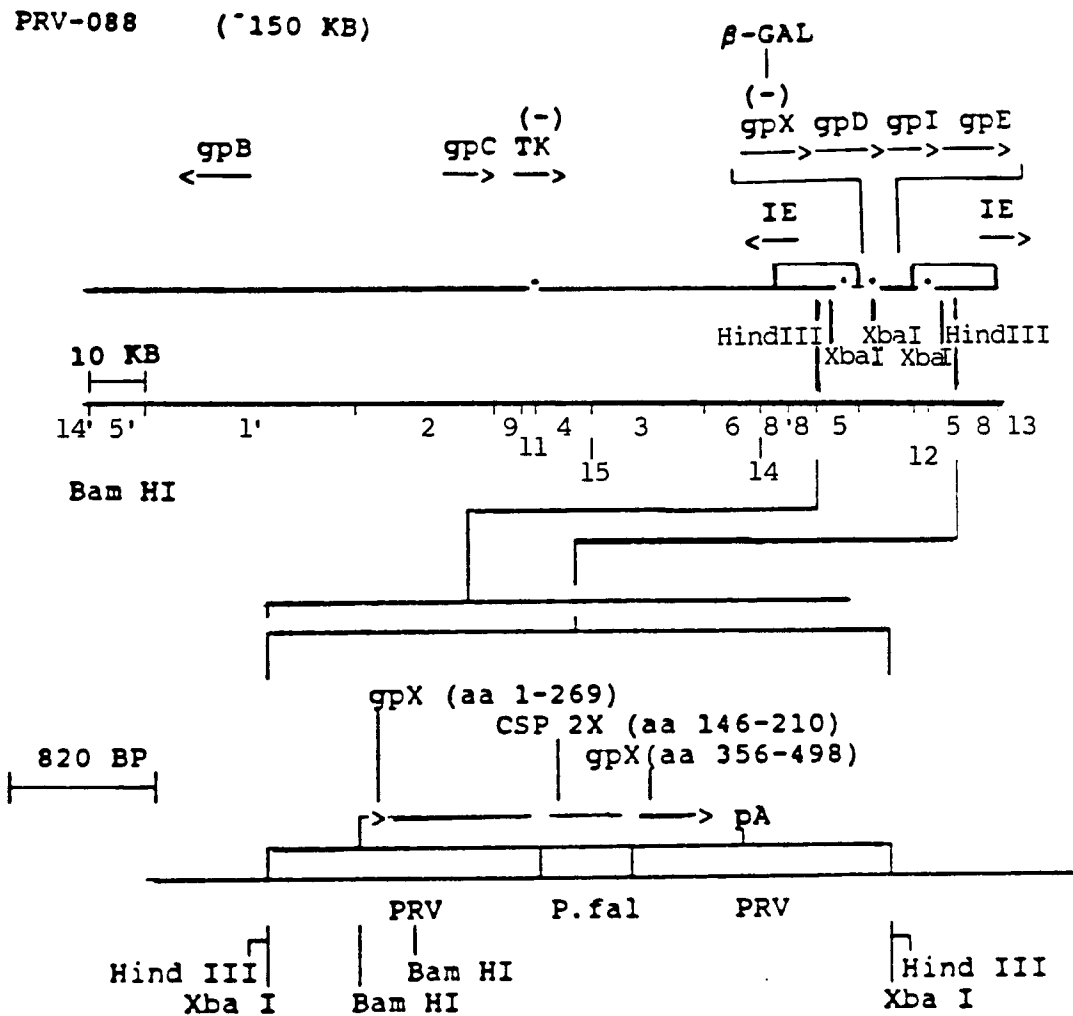 PRV-088 (~150 KB)
β-GAL
(-) (-)
gpB gpC TK gpX gpD gpI gpE
IE IE
HindIII XbaI HindIII
XbaI XbaI
10 KB
14' 5' 1' 2 9 4 3 6 8 '8 5 5 8 13
11 15 14 12
Bam HI
gpX (aa 1-269)
CSP 2X (aa 146-210)
gpX(aa 356-498)
820 BP
pA
PRV P.fal PRV
Hind III Bam HI Hind III
Xba I Bam HI Xba I